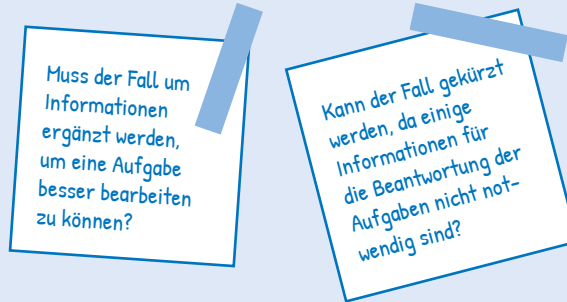 Muss der Fall um
Informationen
ergänzt werden,
um eine Aufgabe
besser bearbeiten
zu können?
Kann der Fall gekürzt
werden, da einige
Informationen für
die Beantwortung der
Aufgaben nicht not-
wendig sind?